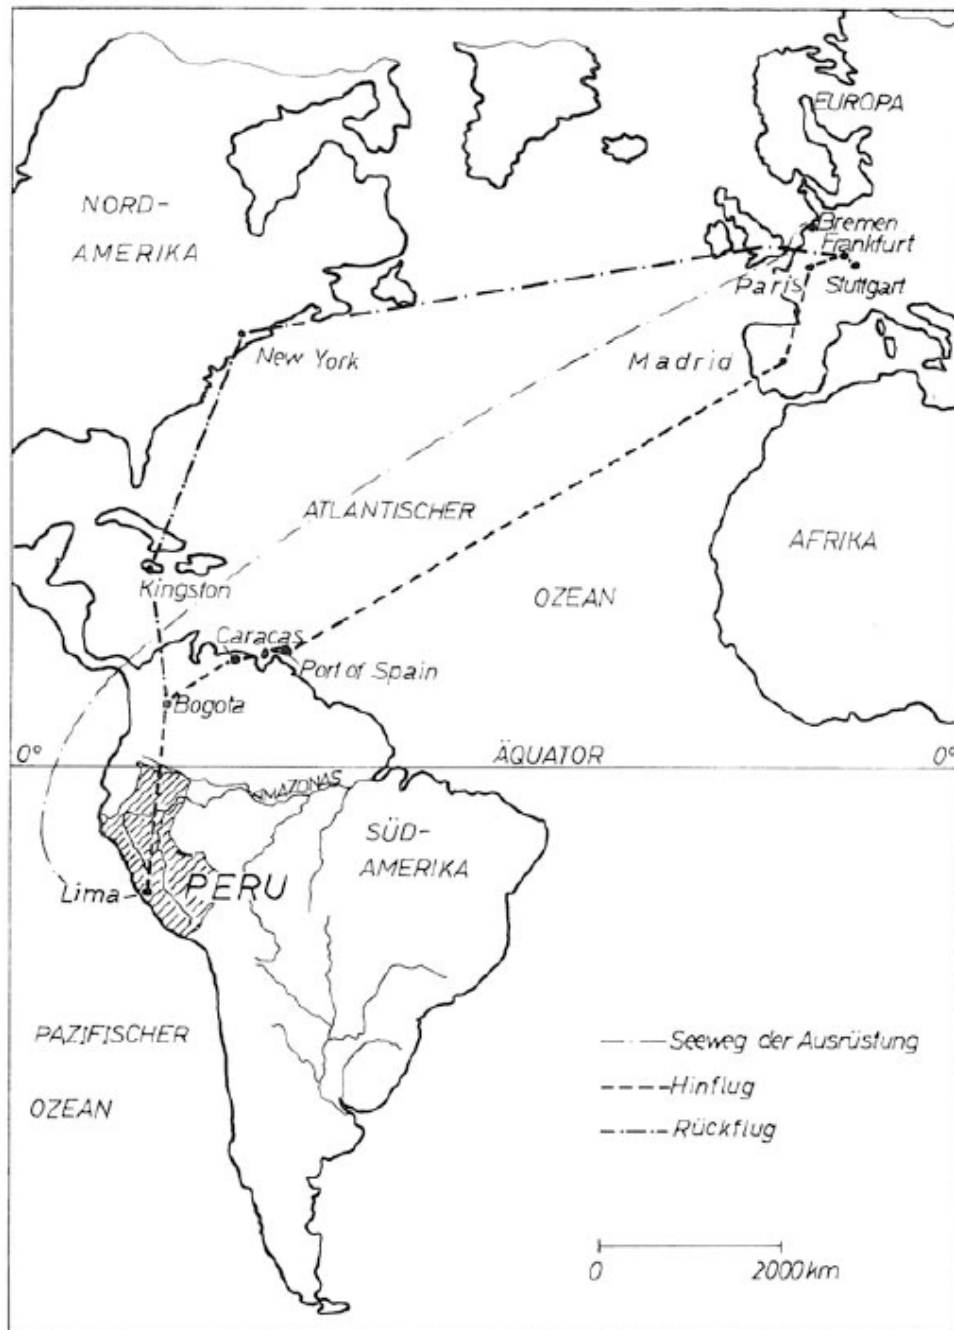 EUROPA
NORD-
AMERIKA
Bremen
Frankfurt
Paris
Stuttgart
New York
Madrid
ATLANTISCHER
OZEAN
AFRIKA
Kingston
Caracas
Port of Spain
Bogota
0°
ÄQUATOR
0°
AMAZONAS
SÜD-
AMERIKA
Lima
PERU
PAZIFISCHER
OZEAN
Seeweg der Ausrüstung
Hinflug
Rückflug
0
2000km